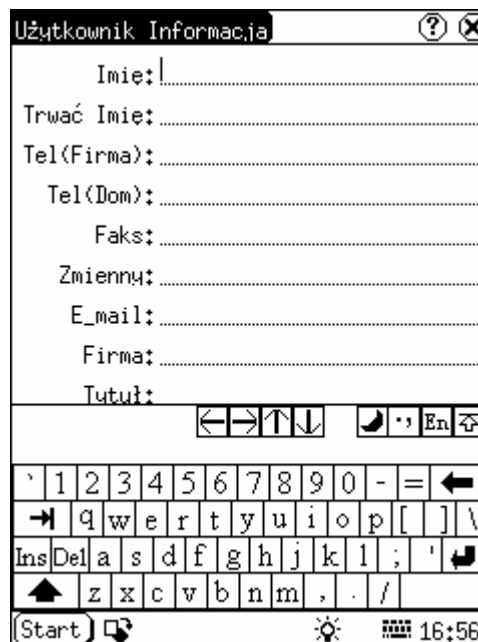 Użytkownik Informacja ?
Imię:
Trwać Imię:
Tel(Firma):
Tel(Dom):
Faks:
Zmienny:
E_mail:
Firma:
Tutuł:
., En
` 1 2 3 4 5 6 7 8 9 0 - =
q w e r t y u i o p [ ] \
Ins Del a s d f g h j k l ; '
z x c v b n m , . /
Start 16:56